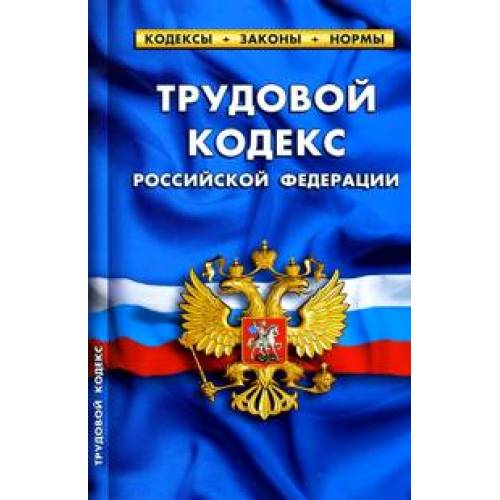 КОДЕКСЫ + ЗАКОНЫ + НОРМЫ
ТРУДОВОЙ
КОДЕКС
РОССИЙСКОЙ ФЕДЕРАЦИИ
ТРУДОВОЙ КОДЕКС